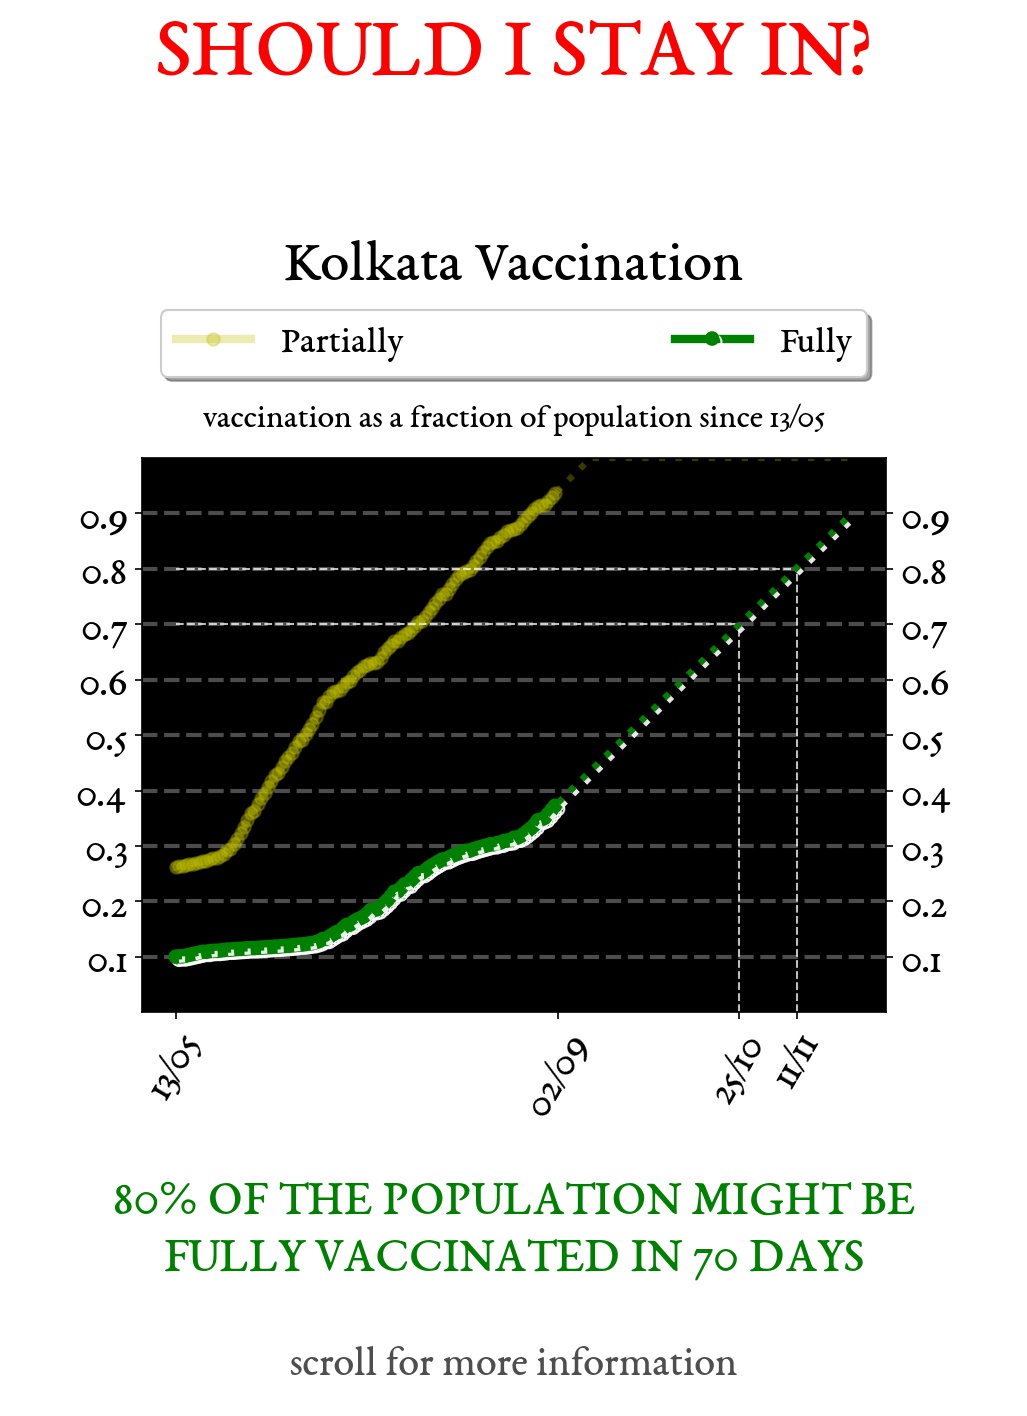 SHOULD I STAY IN?
Kolkata Vaccination
Partially Fully
vaccination as a fraction of population since 13/05
0.9 0.9
0.8 0.8
0.7 0.7
0.6 0.6
0.5 0.5
0.4 0.4
0.3 0.3
0.2 0.2
0.1 0.1
13/05 02/09 25/10 11/11
80% OF THE POPULATION MIGHT BE
FULLY VACCINATED IN 70 DAYS
scroll for more information